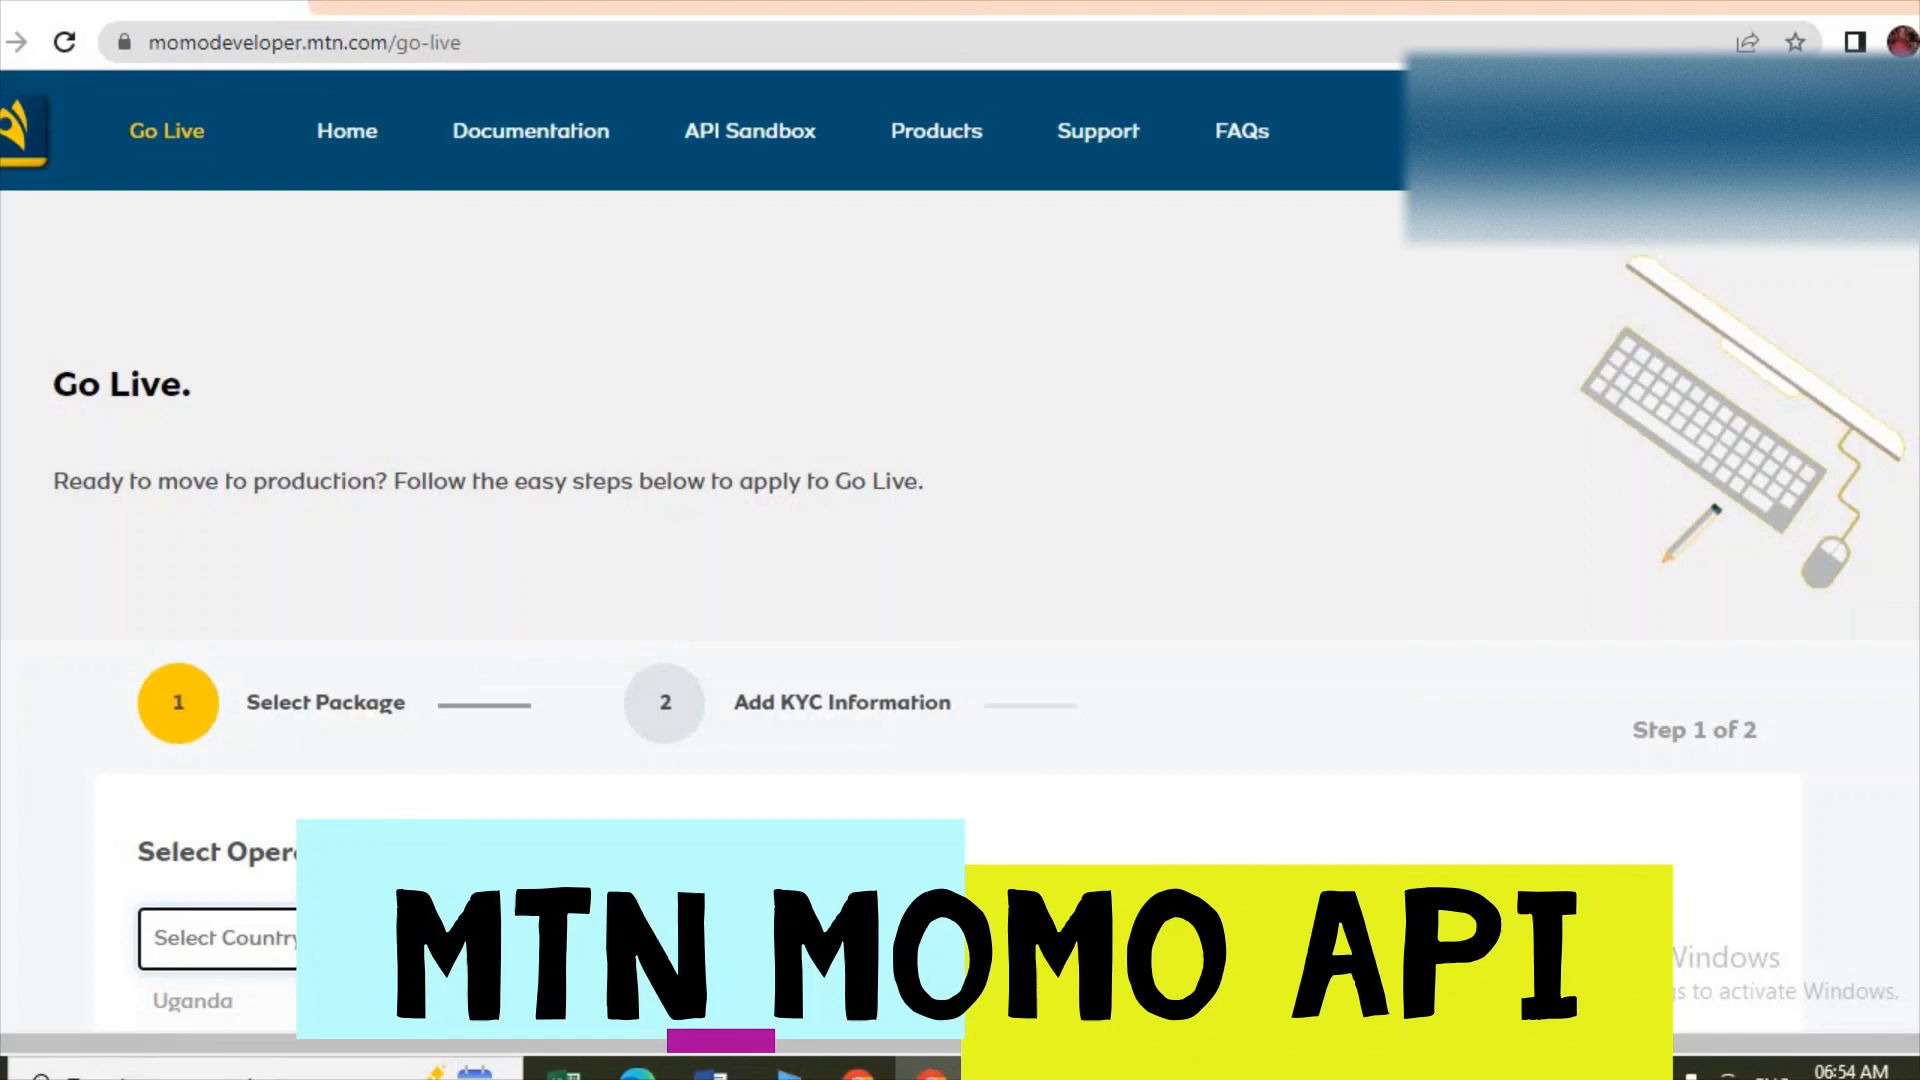 momodeveloper.mtn.com/go-live
Go Live Home Documentation API Sandbox Products Support FAQs
Go Live.
Ready to move to production? Follow the easy steps below to apply to Go Live.
1 Select Package 2 Add KYC Information
Step 1 of 2
Select
Select Country
Uganda
MTN MOMO API
Windows
to activate Windows.
06:54 AM